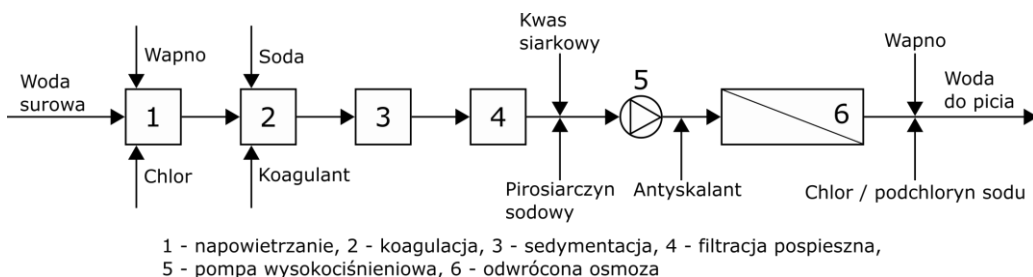 Wapno
Soda
Kwas
siarkowy
Wapno
Woda
surowa
Woda
do picia
1
2
3
4
5
6
Chlor
Koagulant
Pirosiarczyn
sodowy
Antyskalant
Chlor / podchloryn sodu
1 - napowietrzanie, 2 - koagulacja, 3 - sedymentacja, 4 - filtracja pospieszna,
5 - pompa wysokociśnieniowa, 6 - odwrócona osmoza